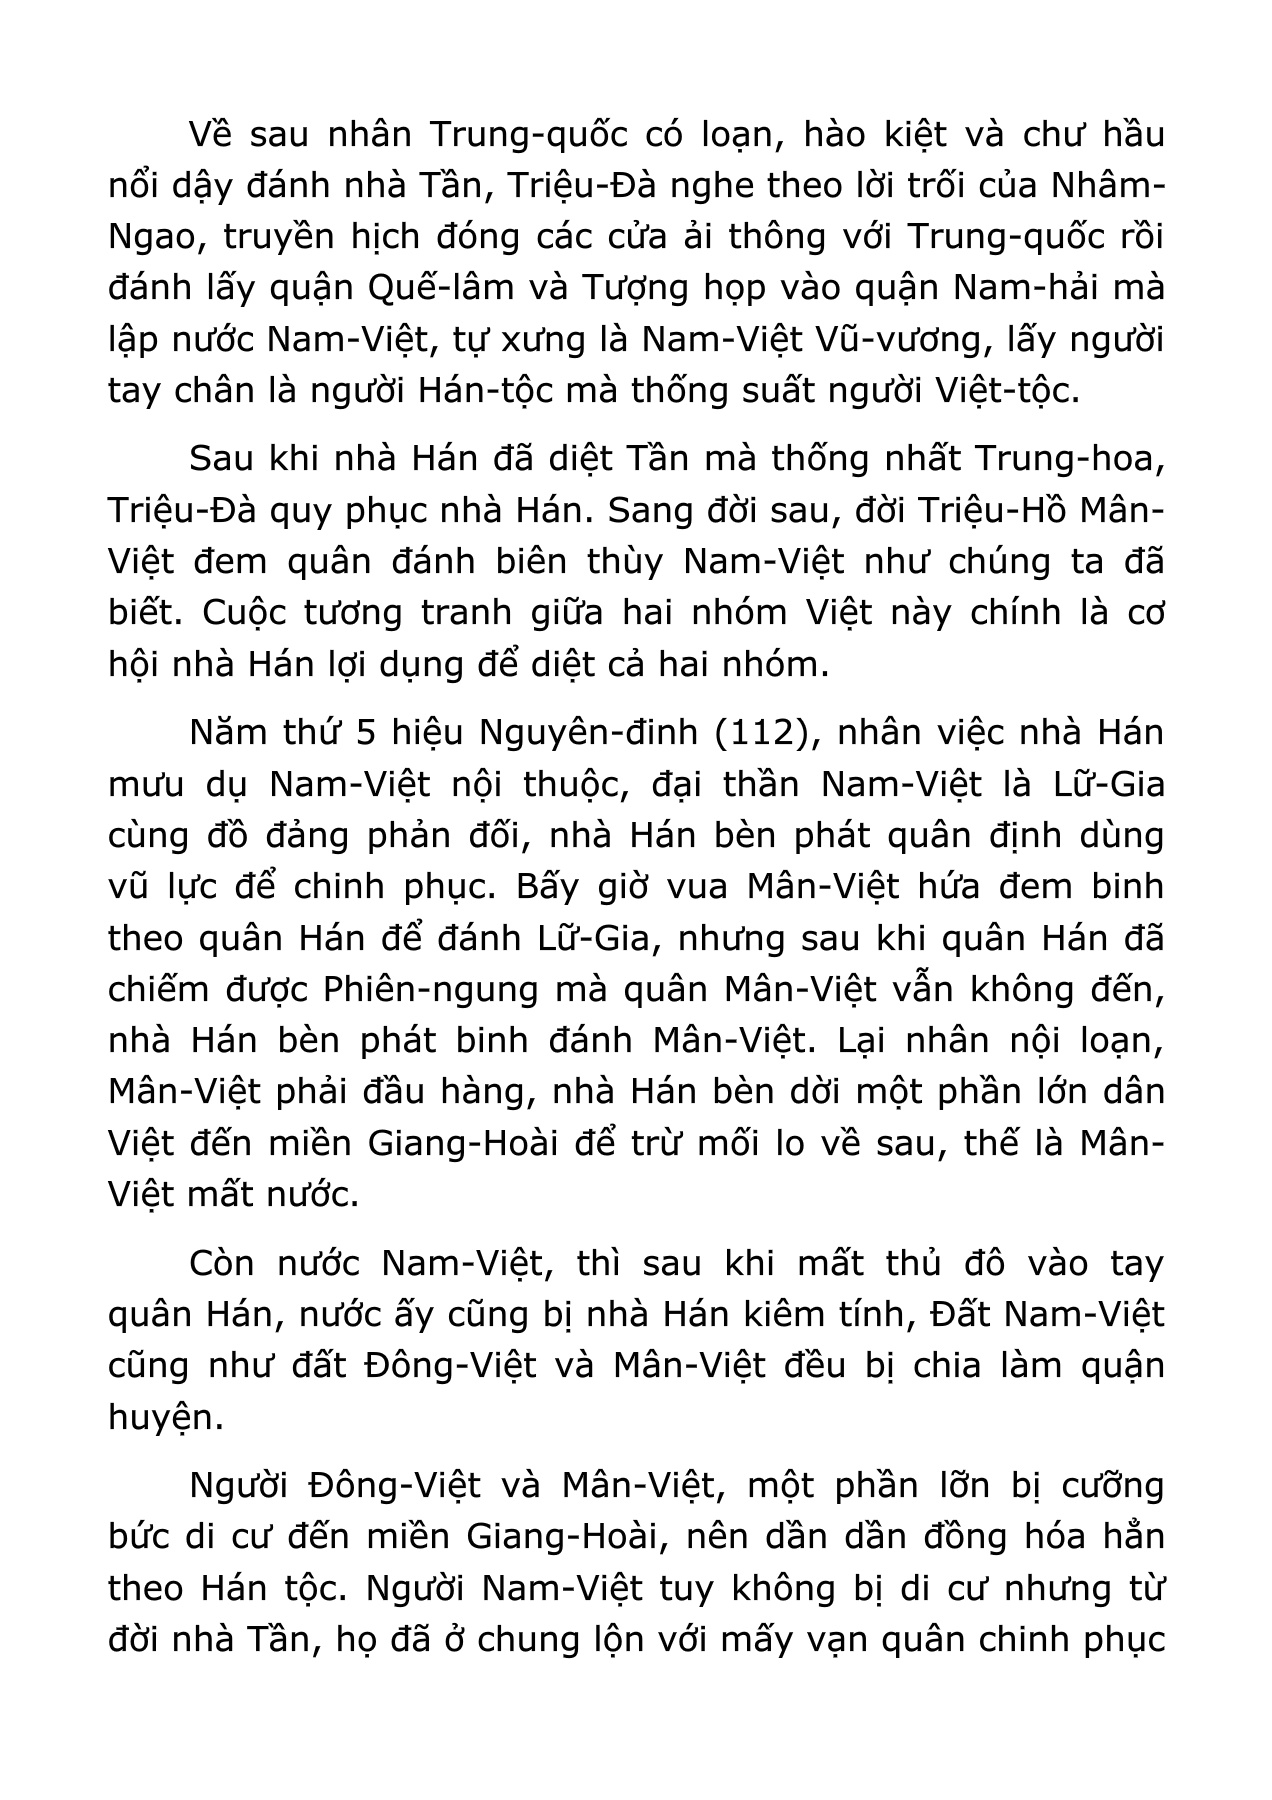 Về sau nhân Trung-quốc có loạn, hào kiệt và chư hầu
nổi dậy đánh nhà Tần, Triệu-Đà nghe theo lời trối của Nhâm-
Ngao, truyền hịch đóng các cửa ải thông với Trung-quốc rồi
đánh lấy quận Quế-lâm và Tượng họp vào quận Nam-hải mà
lập nước Nam-Việt, tự xưng là Nam-Việt Vũ-vương, lấy người
tay chân là người Hán-tộc mà thống suất người Việt-tộc.
Sau khi nhà Hán đã diệt Tần mà thống nhất Trung-hoa,
Triệu-Đà quy phục nhà Hán. Sang đời sau, đời Triệu-Hồ Mân-
Việt đem quân đánh biên thùy Nam-Việt như chúng ta đã
biết. Cuộc tương tranh giữa hai nhóm Việt này chính là cơ
hội nhà Hán lợi dụng để diệt cả hai nhóm.
Năm thứ 5 hiệu Nguyên-đinh (112), nhân việc nhà Hán
mưu dụ Nam-Việt nội thuộc, đại thần Nam-Việt là Lữ-Gia
cùng đồ đảng phản đối, nhà Hán bèn phát quân định dùng
vũ lực để chinh phục. Bấy giờ vua Mân-Việt hứa đem binh
theo quân Hán để đánh Lữ-Gia, nhưng sau khi quân Hán đã
chiếm được Phiên-ngung mà quân Mân-Việt vẫn không đến,
nhà Hán bèn phát binh đánh Mân-Việt. Lại nhân nội loạn,
Mân-Việt phải đầu hàng, nhà Hán bèn dời một phần lớn dân
Việt đến miền Giang-Hoài để trừ mối lo về sau, thế là Mân-
Việt mất nước.
Còn nước Nam-Việt, thì sau khi mất thủ đô vào tay
quân Hán, nước ấy cũng bị nhà Hán kiêm tính, Đất Nam-Việt
cũng như đất Đông-Việt và Mân-Việt đều bị chia làm quận
huyện.
Người Đông-Việt và Mân-Việt, một phần lỡn bị cưỡng
bức di cư đến miền Giang-Hoài, nên dần dần đồng hóa hẳn
theo Hán tộc. Người Nam-Việt tuy không bị di cư nhưng từ
đời nhà Tần, họ đã ở chung lộn với mấy vạn quân chinh phục